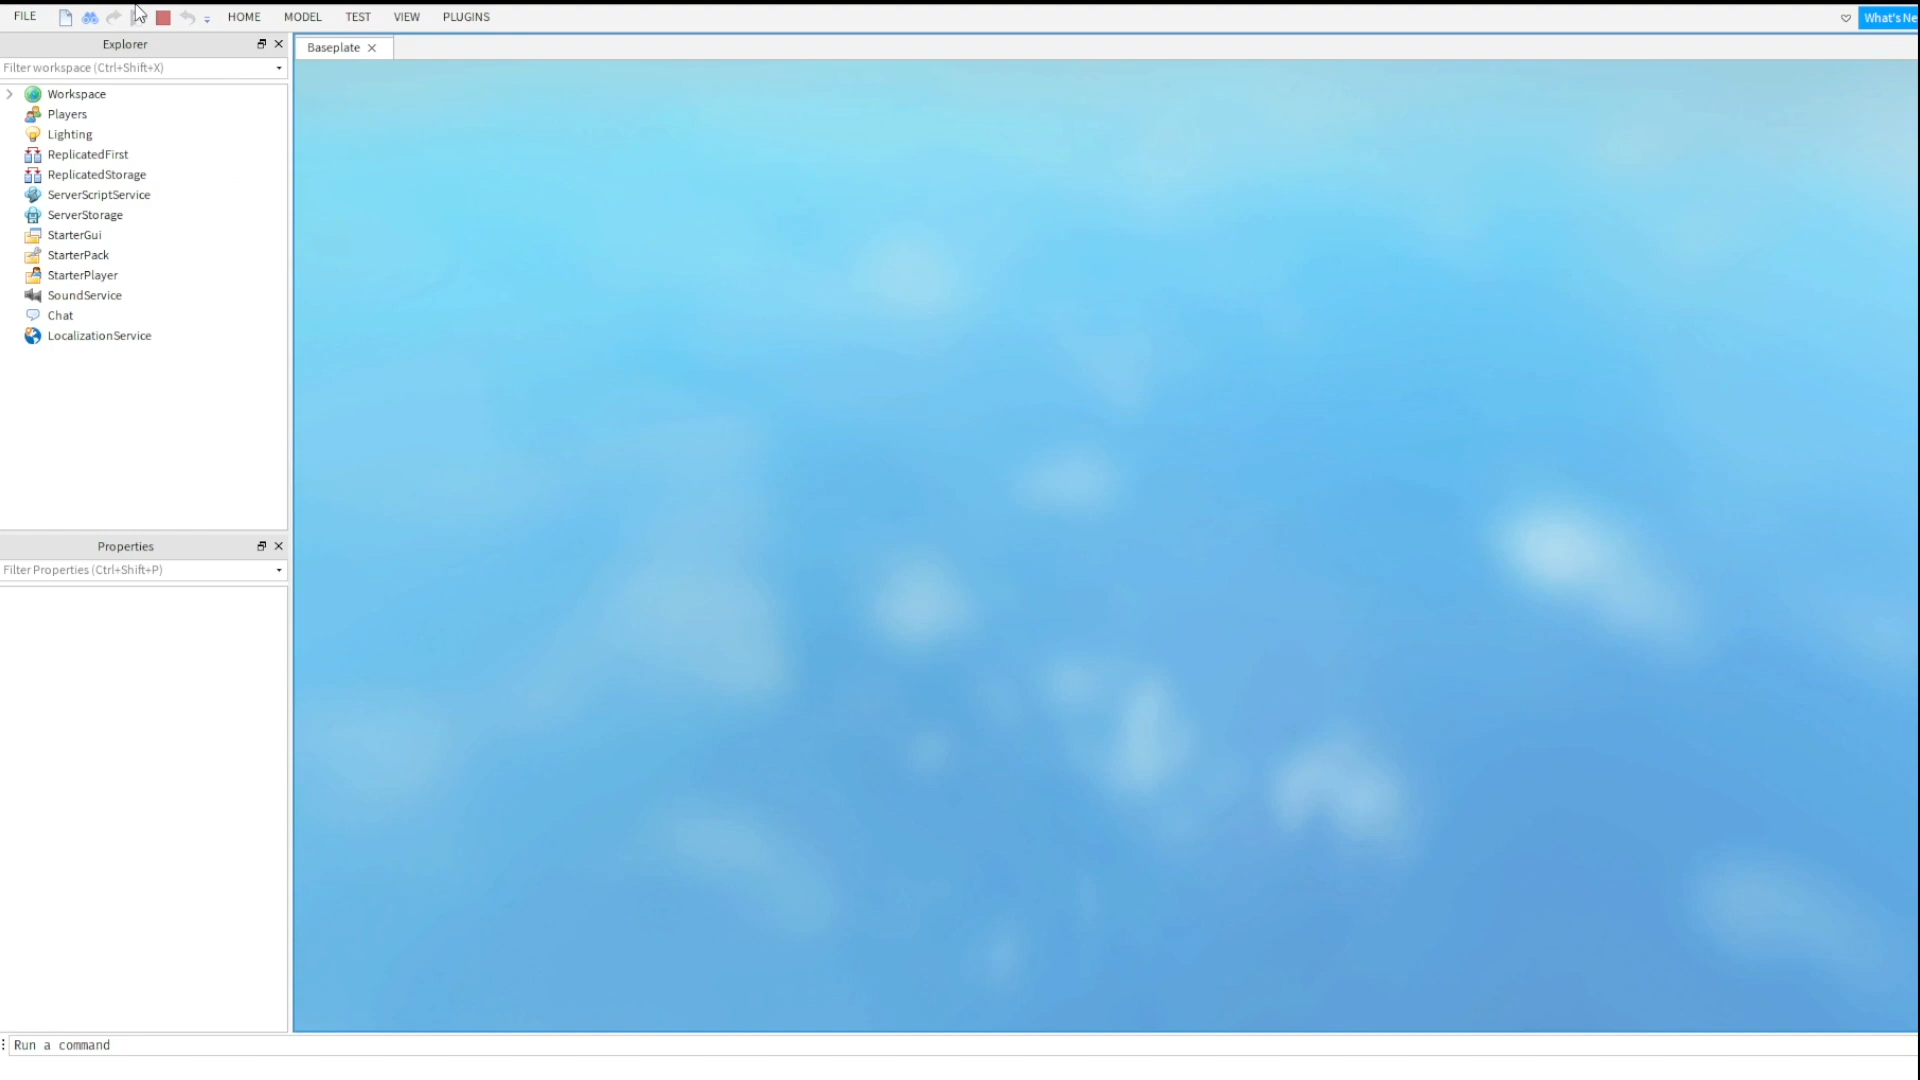 FILE HOME MODEL TEST VIEW PLUGINS What's Ne
Explorer
Filter workspace (Ctrl+Shift+X)
Workspace
Players
Lighting
ReplicatedFirst
ReplicatedStorage
ServerScriptService
ServerStorage
StarterGui
StarterPack
StarterPlayer
SoundService
Chat
LocalizationService
Properties
Filter Properties (Ctrl+Shift+P)
Baseplate
Run a command